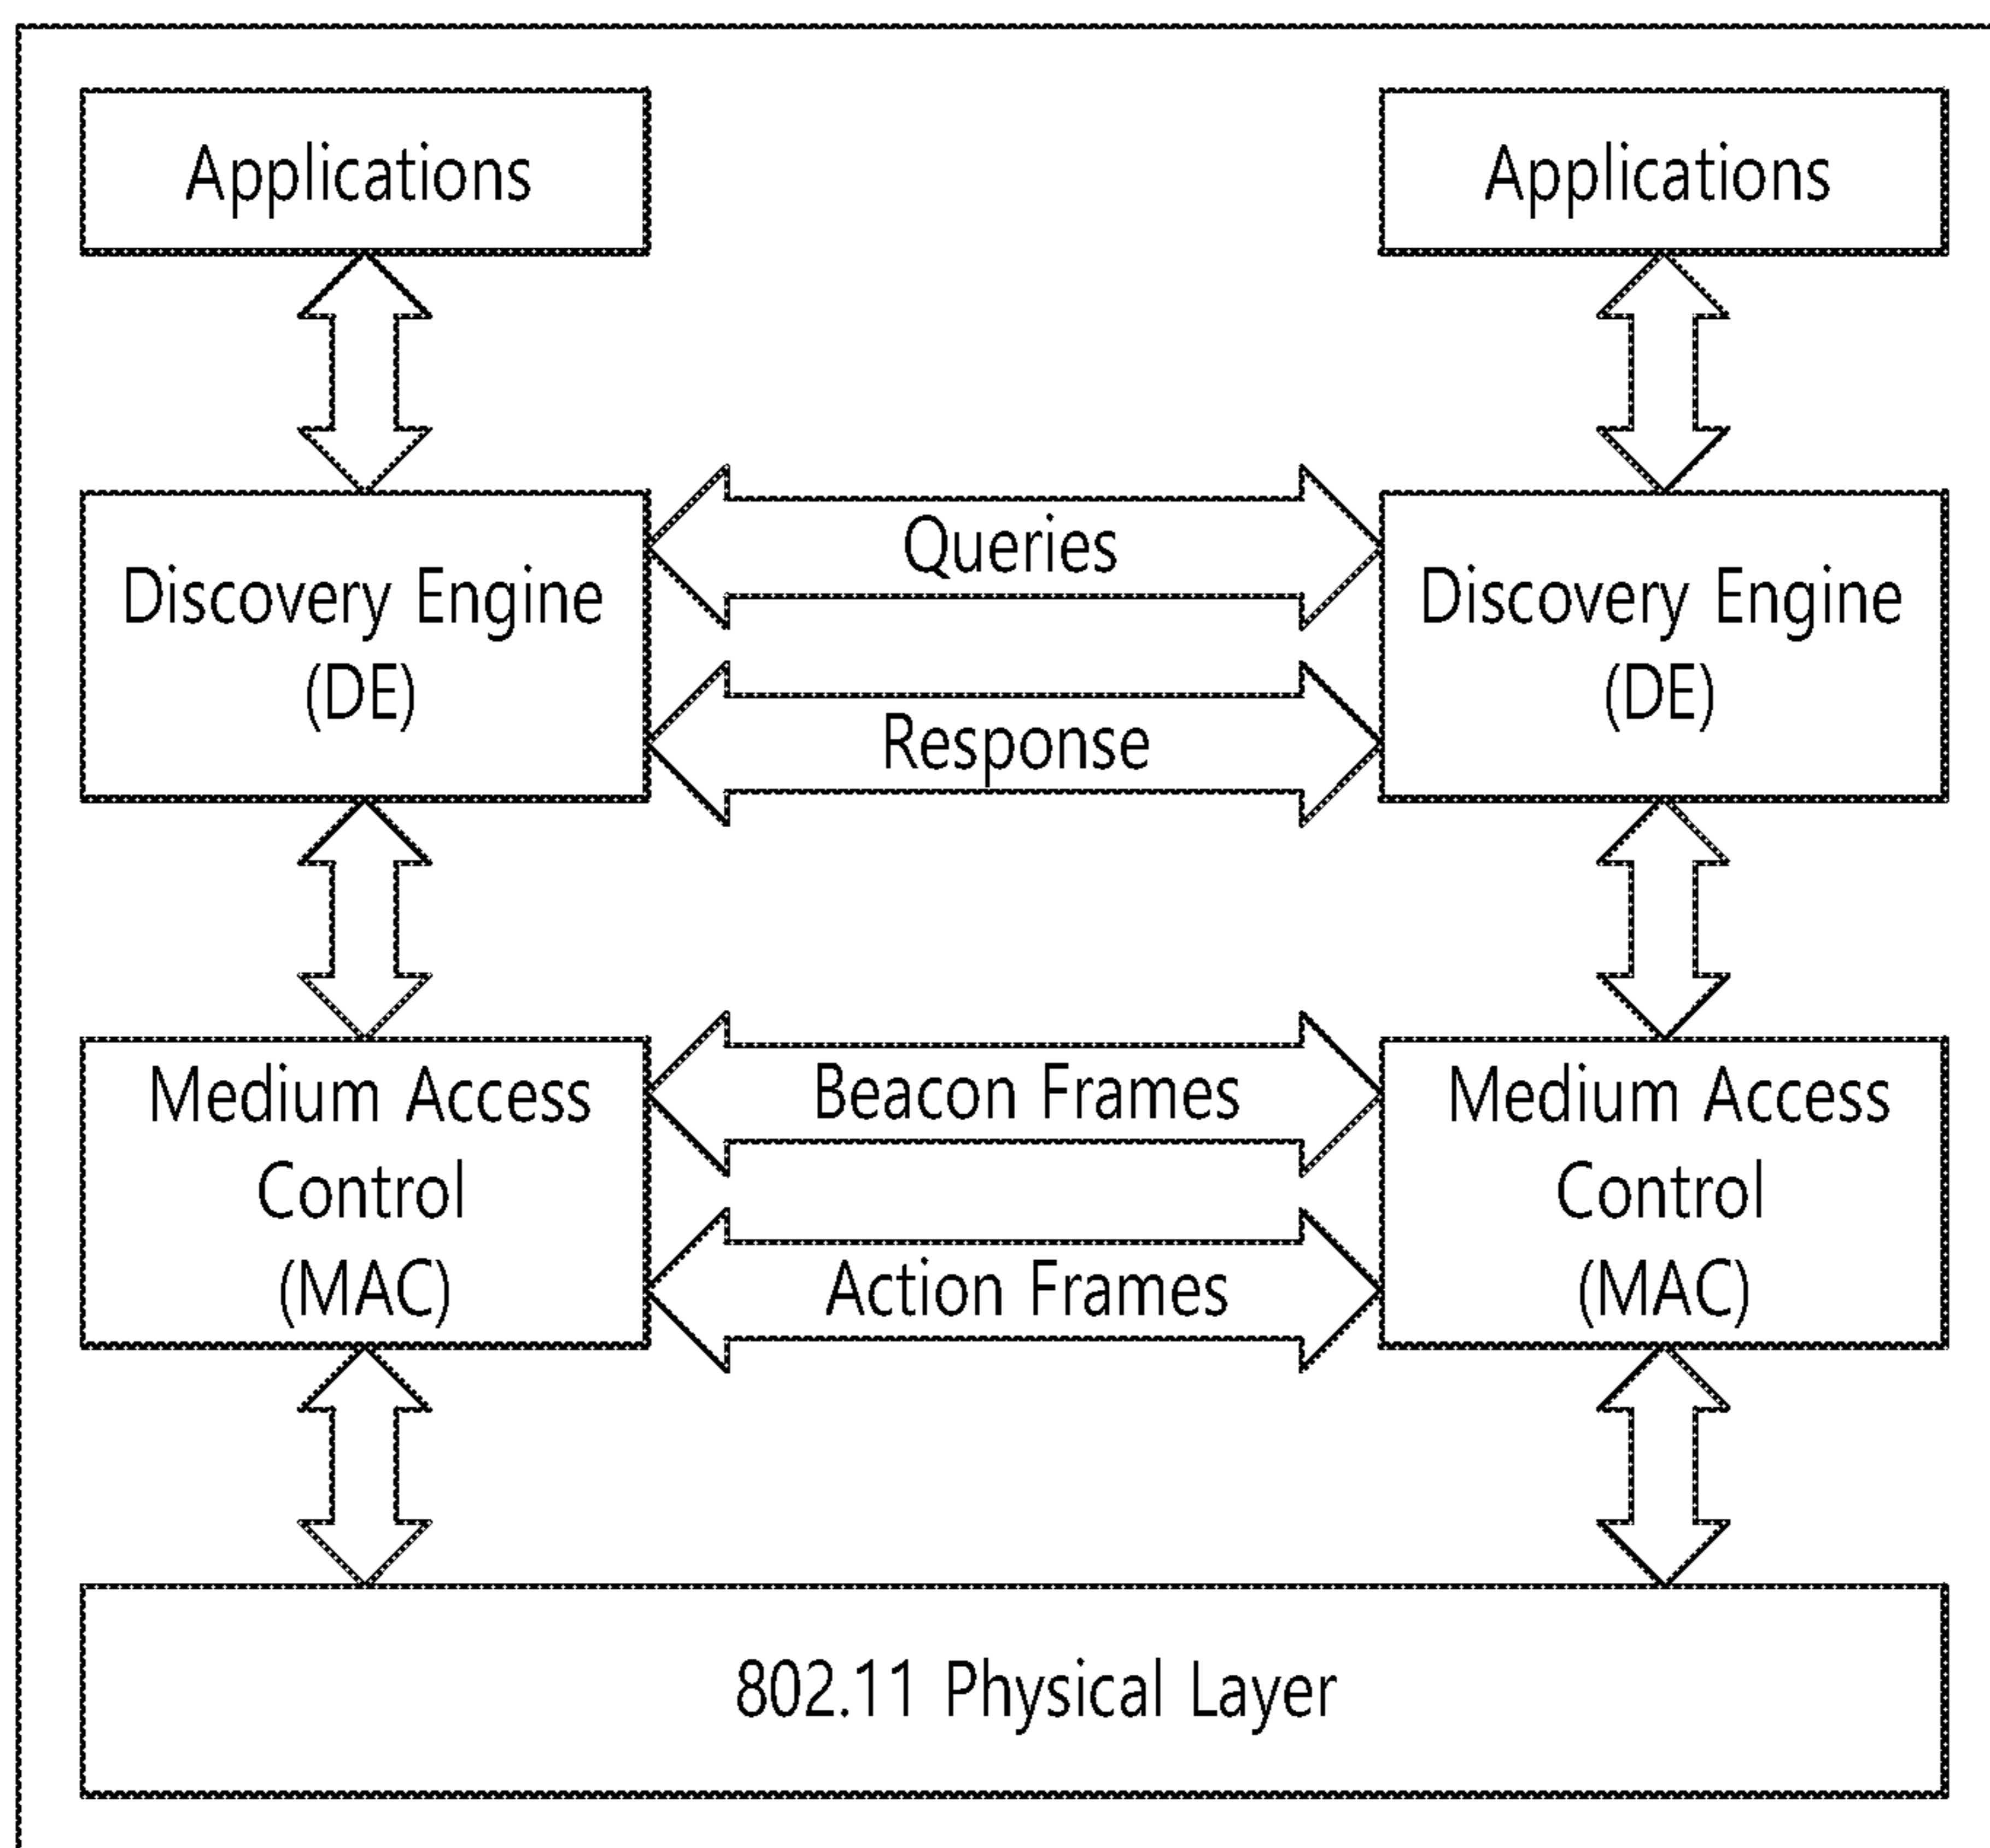 Applications
Applications
Discovery Engine
(DE)
Queries
Response
Discovery Engine
(DE)
Medium Access
Control
(MAC)
Beacon Frames
Action Frames
Medium Access
Control
(MAC)
802.11 Physical Layer